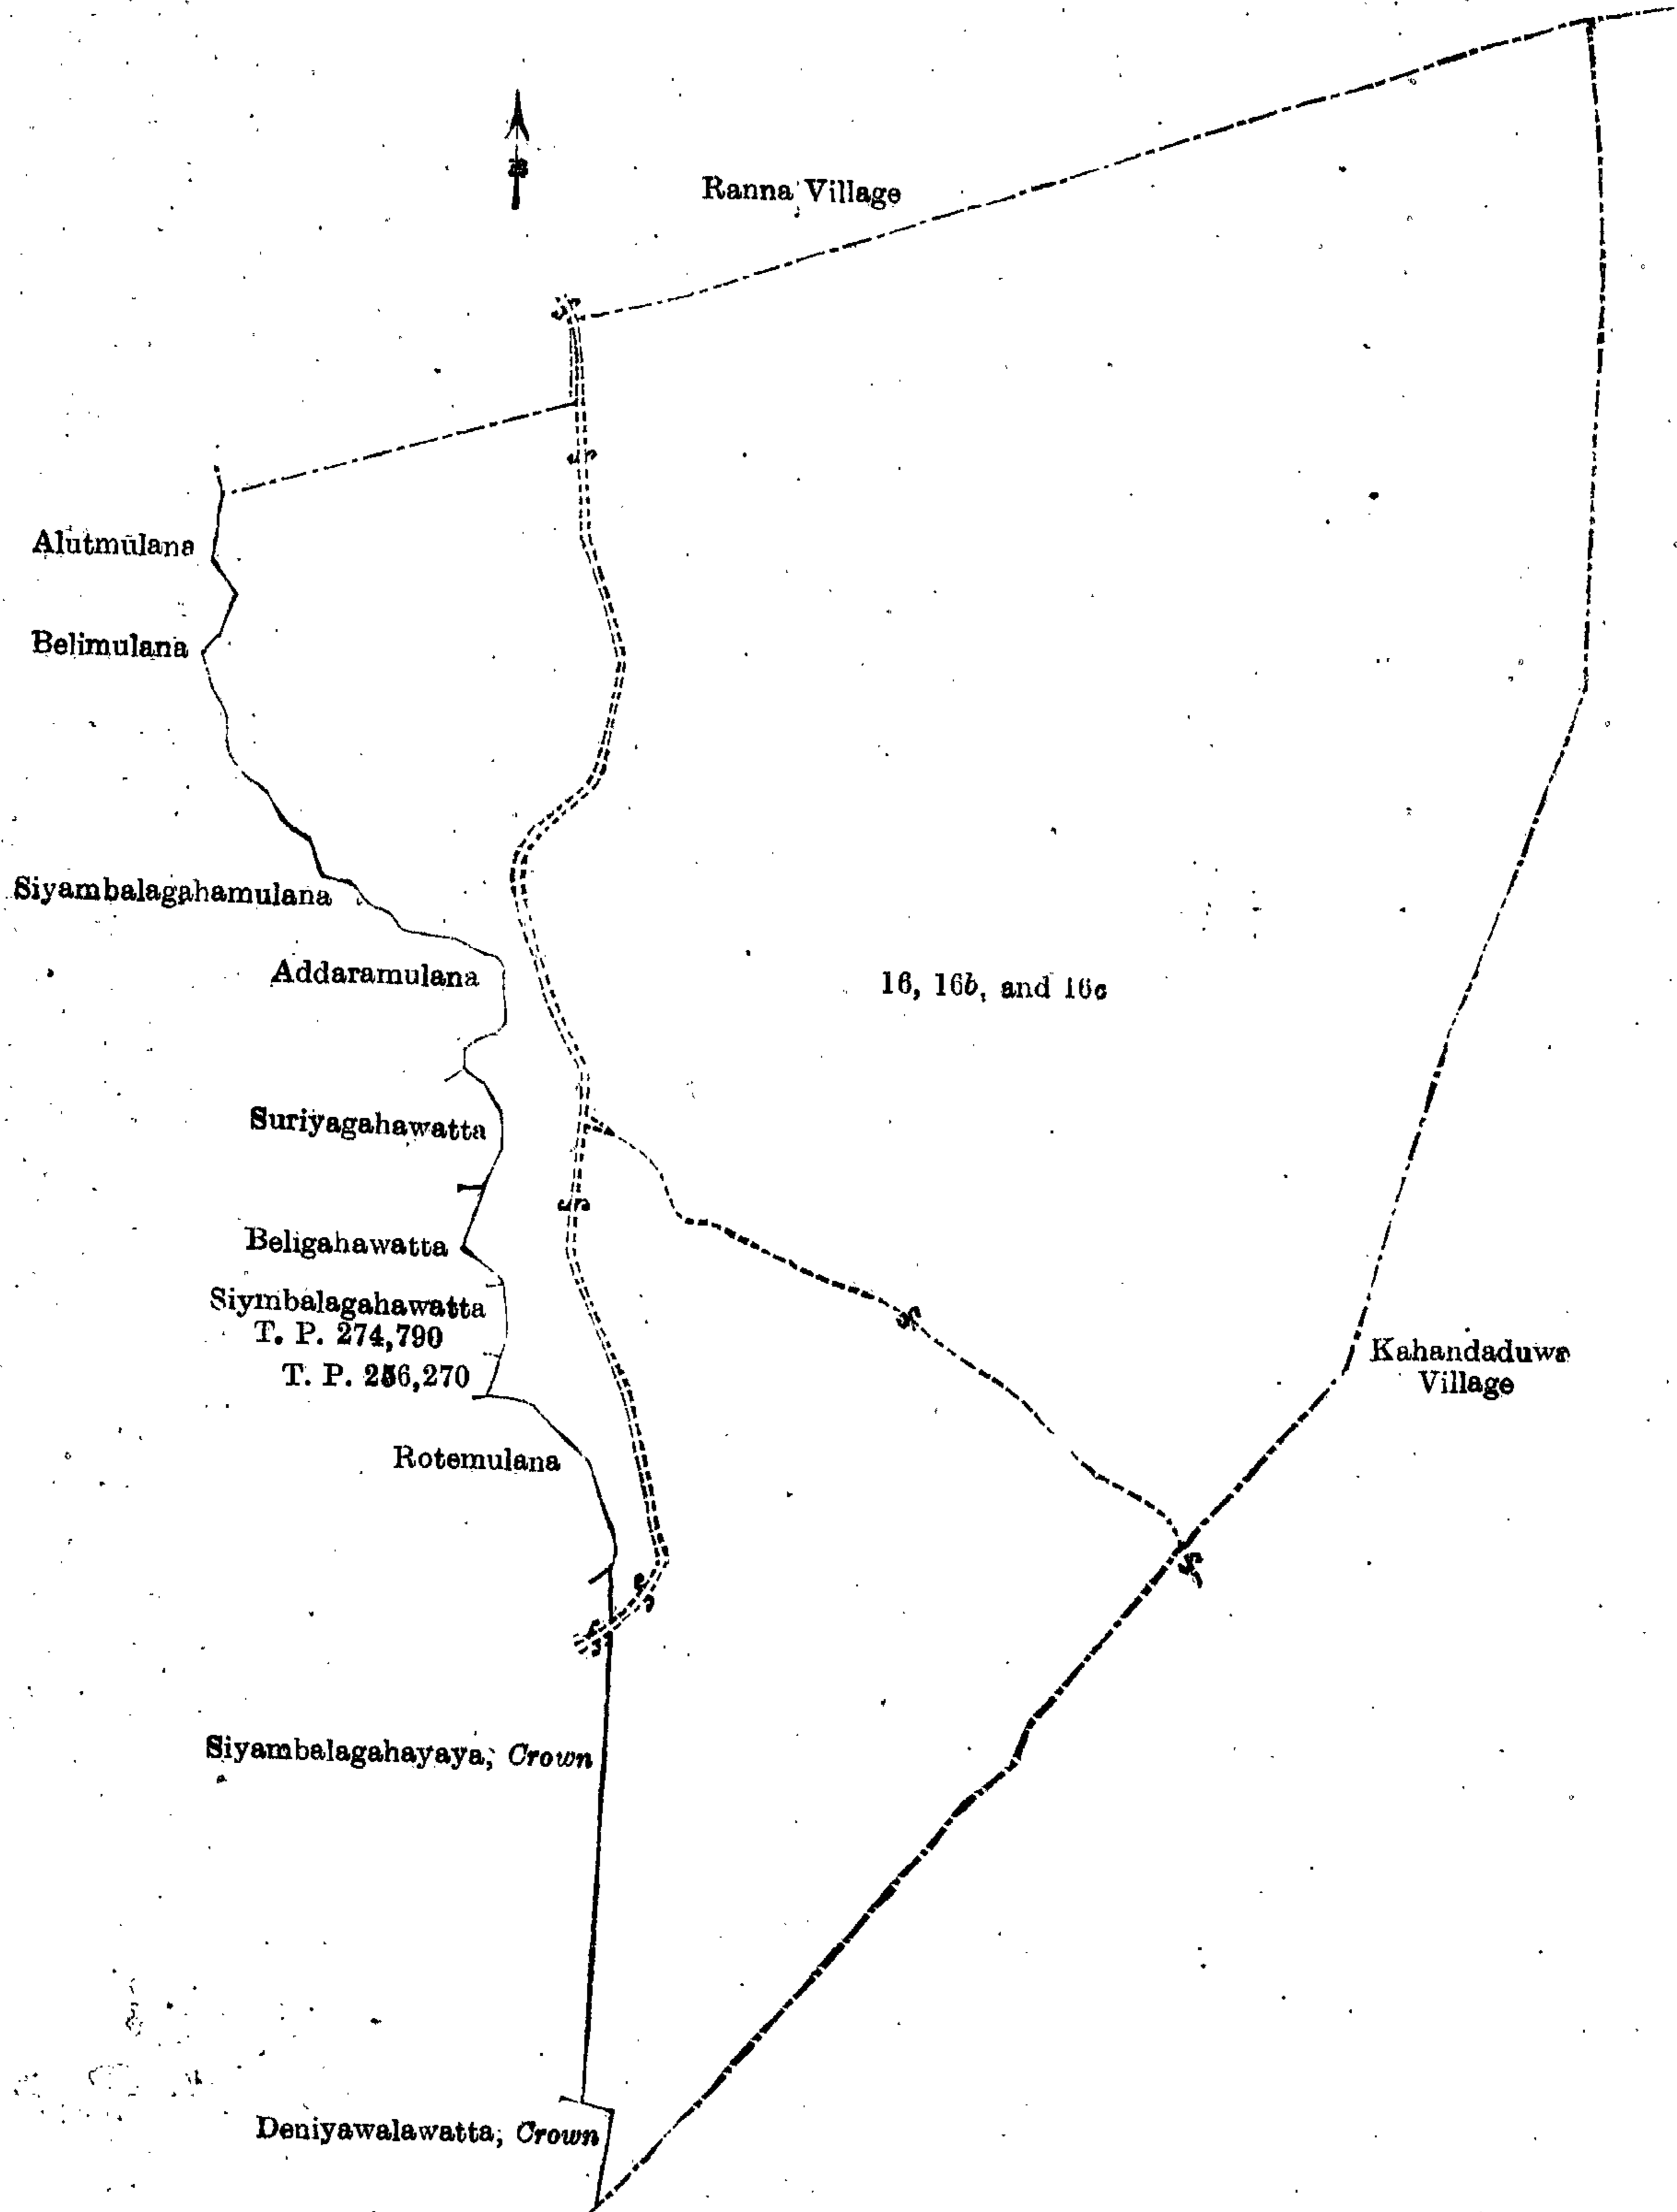 Ranna Village
Alutmulana
Belimulana
Siyambalagahamulana
Addaramulana
16, 16b, and 16c
Suriyagahawatta
Beligahawatta
Siymbalagahawatta
T. P. 274,790
T. P. 256,270
Kahandaduwa
Village
Rotemulana
Siyambalagahayaya, Crown
Deniyawalawatta, Crown